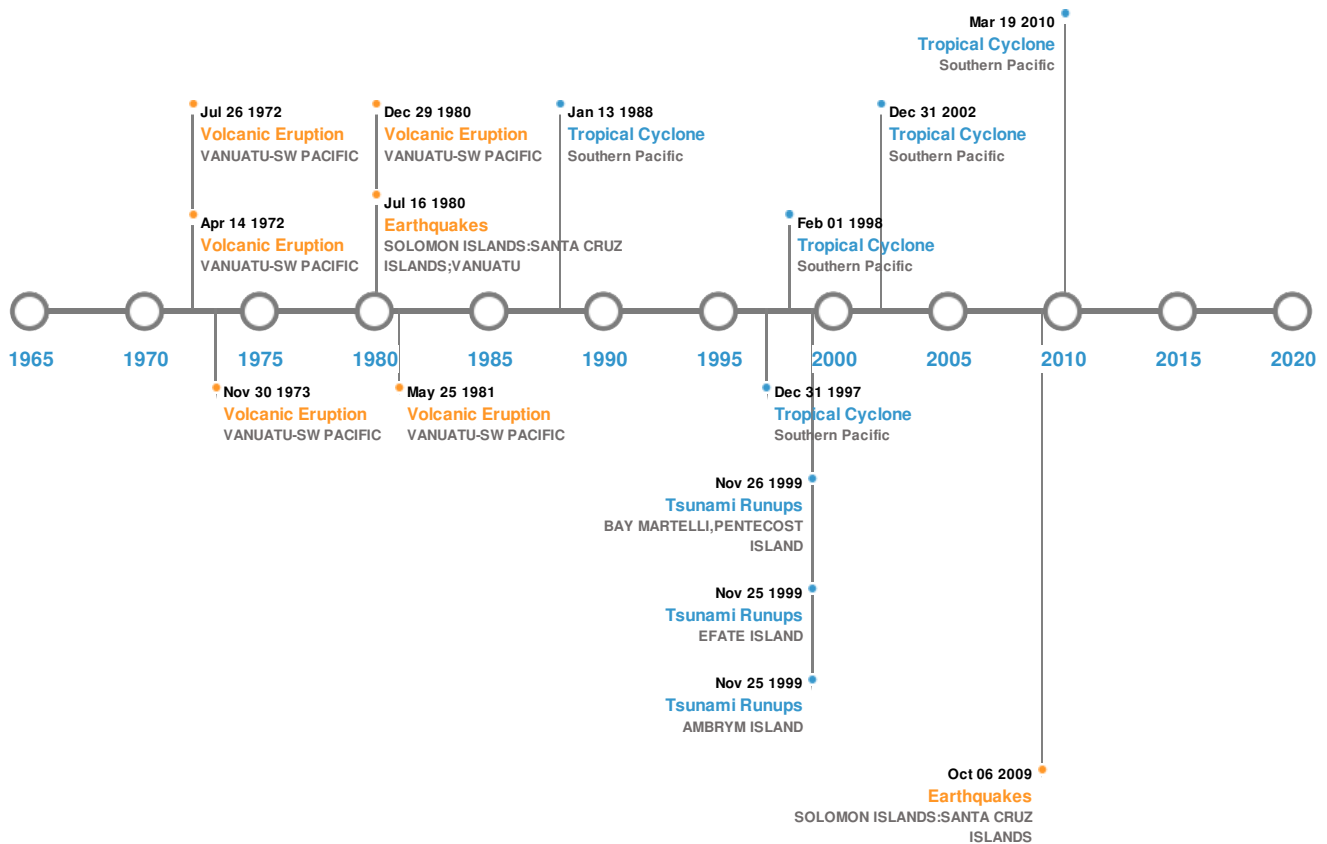 Mar 19 2010
Tropical Cyclone
Southern Pacific
Jul 26 1972
Volcanic Eruption
VANUATU-SW PACIFIC
Dec 29 1980
Volcanic Eruption
VANUATU-SW PACIFIC
Jan 13 1988
Tropical Cyclone
Southern Pacific
Dec 31 2002
Tropical Cyclone
Southern Pacific
Apr 14 1972
Volcanic Eruption
VANUATU-SW PACIFIC
Jul 16 1980
Earthquakes
SOLOMON ISLANDS:SANTA CRUZ
ISLANDS;VANUATU
Feb 01 1998
Tropical Cyclone
Southern Pacific
1965 1970 1975 1980 1985 1990 1995 2000 2005 2010 2015 2020
Nov 30 1973
Volcanic Eruption
VANUATU-SW PACIFIC
May 25 1981
Volcanic Eruption
VANUATU-SW PACIFIC
Dec 31 1997
Tropical Cyclone
Southern Pacific
Nov 26 1999
Tsunami Runups
BAY MARTELLI,PENTECOST
ISLAND
Nov 25 1999
Tsunami Runups
EFATE ISLAND
Nov 25 1999
Tsunami Runups
AMBRYM ISLAND
Oct 06 2009
Earthquakes
SOLOMON ISLANDS:SANTA CRUZ
ISLANDS